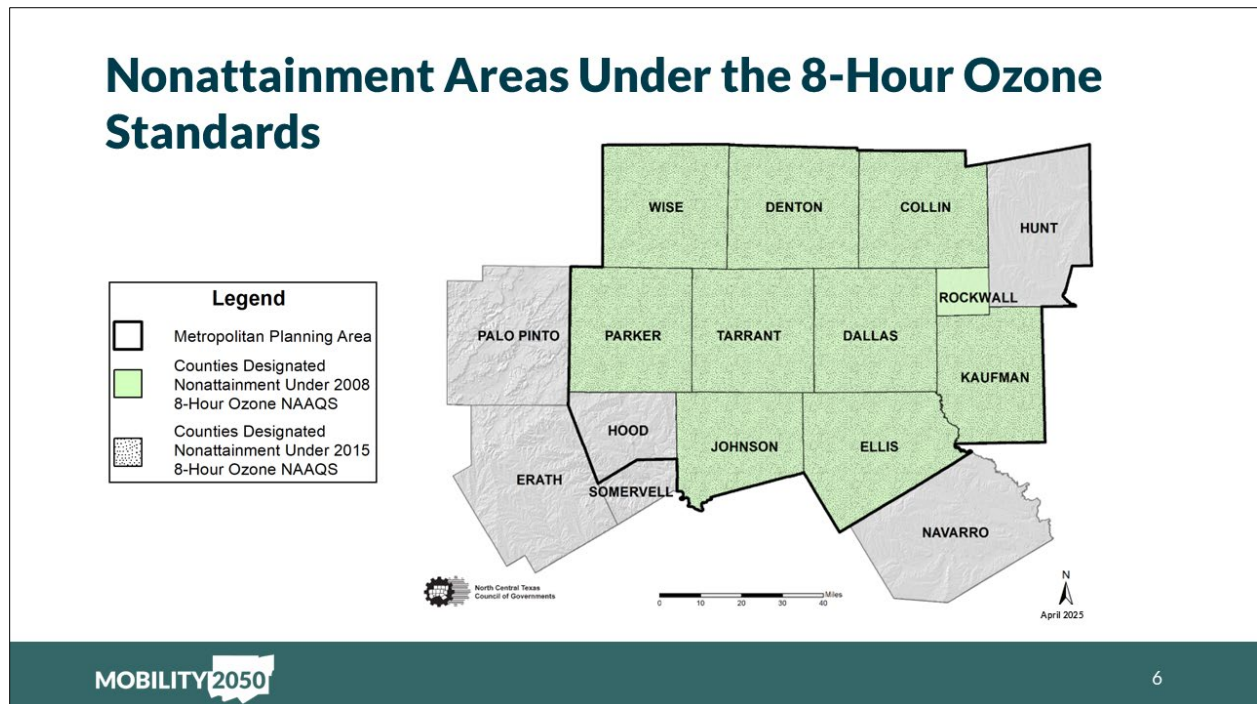 Nonattainment Areas Under the 8-Hour Ozone
Standards
WISE
DENTON
COLLIN
HUNT
Legend
Metropolitan Planning Area
Counties Designated
Nonattainment Under 2008
8-Hour Ozone NAAQS
Counties Designated
Nonattainment Under 2015
8-Hour Ozone NAAQS
ROCKWALL
PALO PINTO
PARKER
TARRANT
DALLAS
KAUFMAN
HOOD
JOHNSON
ELLIS
ERATH
SOMERVELL
NAVARRO
North Central Texas
Council of Governments
0 10 20 30 40 Miles
N
April 2025
MOBILITY 2050
6